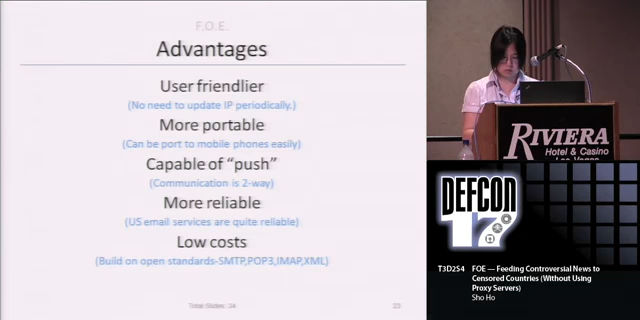 F.O.E.
Advantages
User friendlier
(No need to update IP periodically.)
More portable
(Can be port to mobile phones easily)
Capable of “push”
(Communication is 2-way)
More reliable
(US email services are quite reliable)
Low costs
(Build on open standards-SMTP,POP3,IMAP,XML)
Total Slides: 34
23
RIVIERA
Hotel & Casino
Las Vegas
DEFCON
17
T3D2S4
FOE — Feeding Controversial News to
Censored Countries (Without Using
Proxy Servers)
Sho Ho